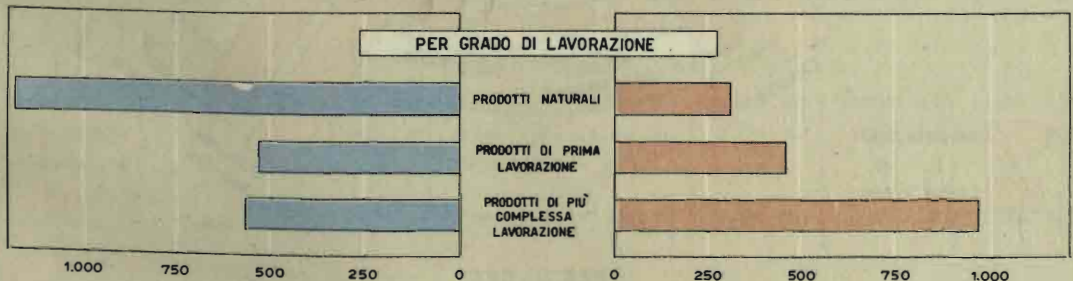 PER GRADO DI LAVORAZIONE
PRODOTTI NATURALI
PRODOTTI DI PRIMA
LAVORAZIONE
PRODOTTI DI PIÙ
COMPLESSA
LAVORAZIONE
1.000 750 500 250 0 0 250 500 750 1.000